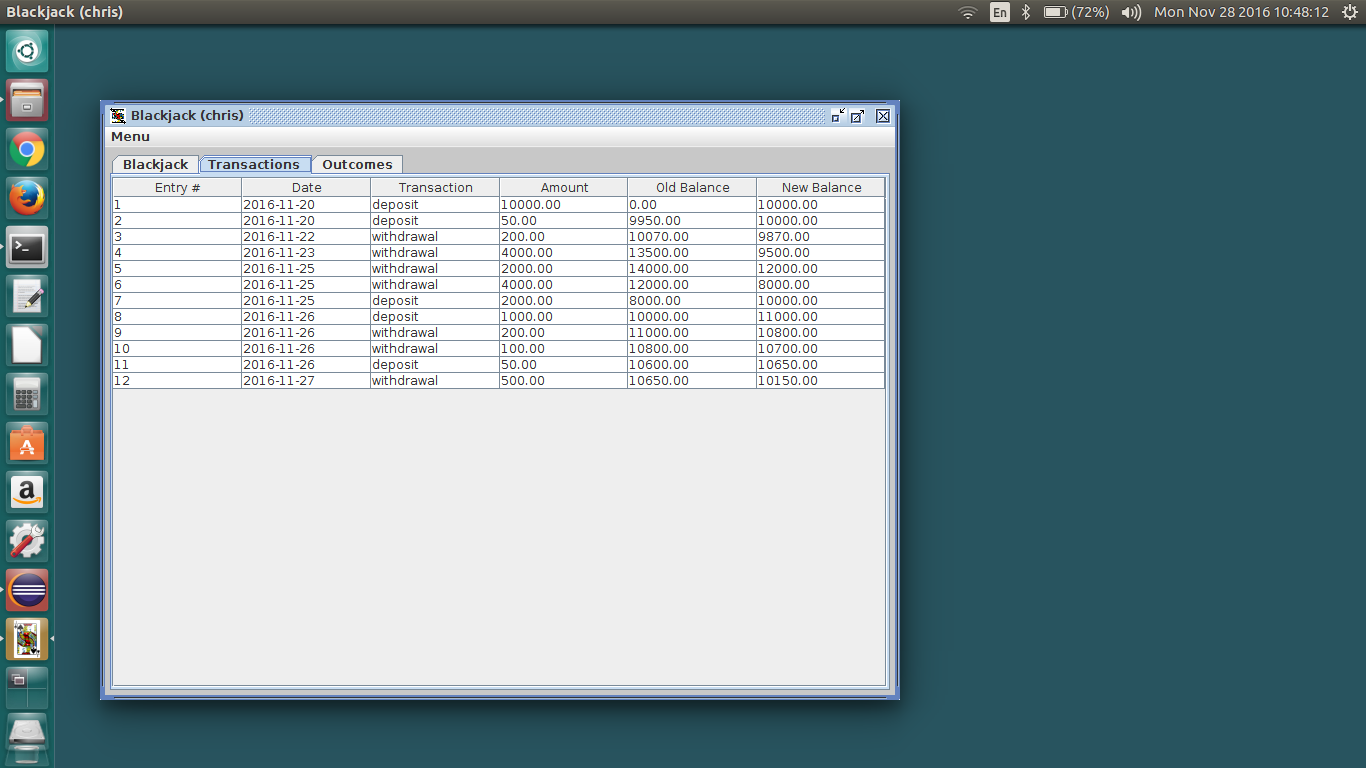 Blackjack (chris) En (72%) Mon Nov 28 2016 10:48:12
Blackjack (chris)
Menu
Blackjack Transactions Outcomes
Entry # Date Transaction Amount Old Balance New Balance
1 2016-11-20 deposit 10000.00 0.00 10000.00
2 2016-11-20 deposit 50.00 9950.00 10000.00
3 2016-11-22 withdrawal 200.00 10070.00 9870.00
4 2016-11-23 withdrawal 4000.00 13500.00 9500.00
5 2016-11-25 withdrawal 2000.00 14000.00 12000.00
6 2016-11-25 withdrawal 4000.00 12000.00 8000.00
7 2016-11-25 deposit 2000.00 8000.00 10000.00
8 2016-11-26 deposit 1000.00 10000.00 11000.00
9 2016-11-26 withdrawal 200.00 11000.00 10800.00
10 2016-11-26 withdrawal 100.00 10800.00 10700.00
11 2016-11-26 deposit 50.00 10600.00 10650.00
12 2016-11-27 withdrawal 500.00 10650.00 10150.00